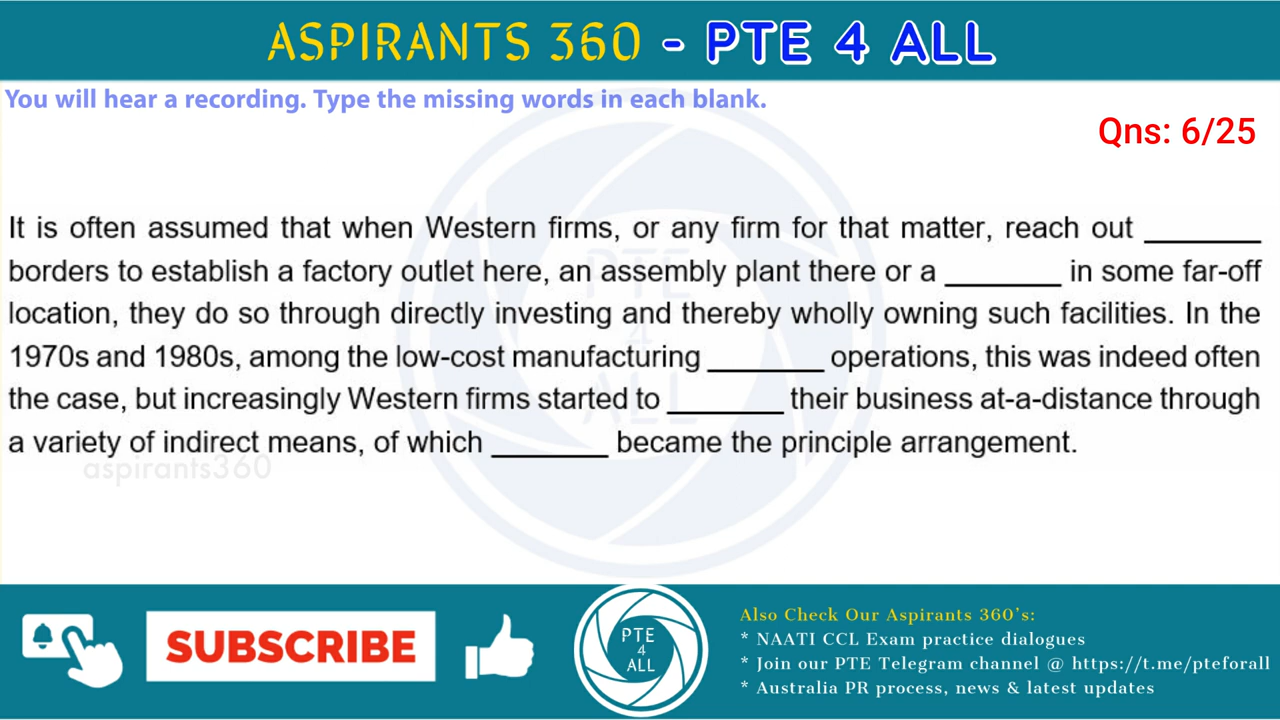 ASPIRANTS 360 - PTE 4 ALL
You will hear a recording. Type the missing words in each blank.
Qns: 6/25
It is often assumed that when Western firms, or any firm for that matter, reach out _______
borders to establish a factory outlet here, an assembly plant there or a _______ in some far-off
location, they do so through directly investing and thereby wholly owning such facilities. In the
1970s and 1980s, among the low-cost manufacturing _______ operations, this was indeed often
the case, but increasingly Western firms started to _______ their business at-a-distance through
a variety of indirect means, of which _______ became the principle arrangement.
aspirants360
PTE
4
ALL
SUBSCRIBE
PTE
4
ALL
Also Check Our Aspirants 360's:
* NAATI CCL Exam practice dialogues
* Join our PTE Telegram channel @ https://t.me/pteforall
* Australia PR process, news & latest updates